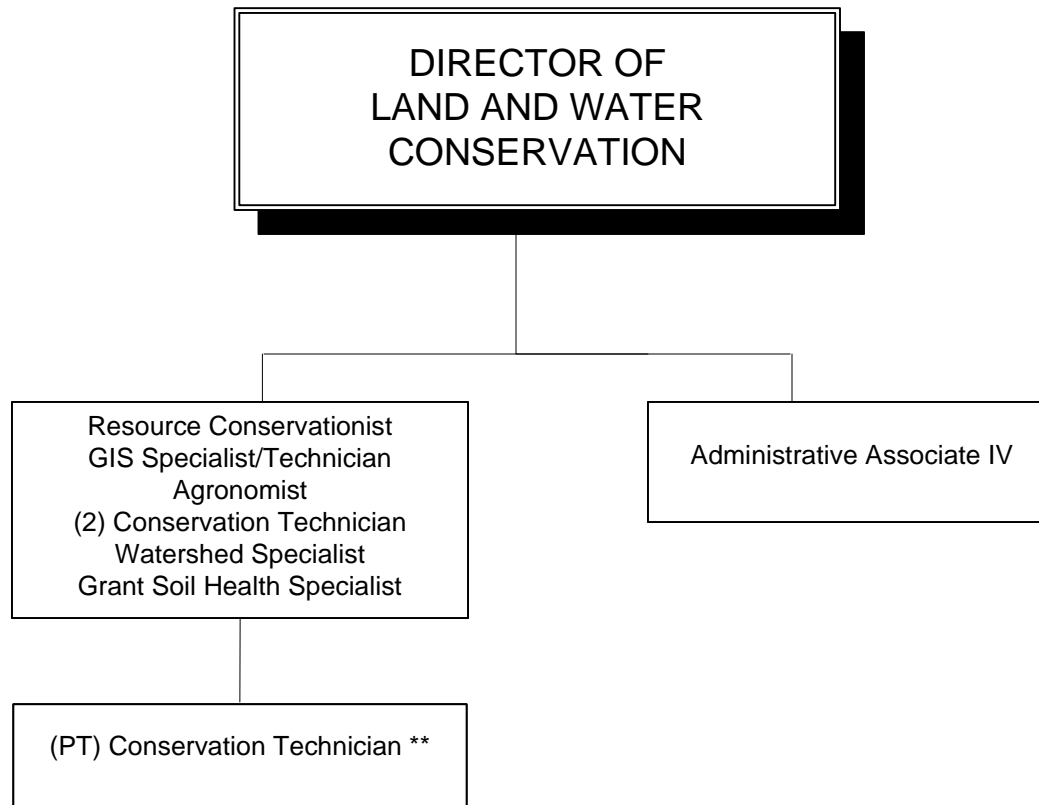 DIRECTOR OF
LAND AND WATER
CONSERVATION
Resource Conservationist
GIS Specialist/Technician
Agronomist
(2) Conservation Technician
Watershed Specialist
Grant Soil Health Specialist
Administrative Associate IV
(PT) Conservation Technician **